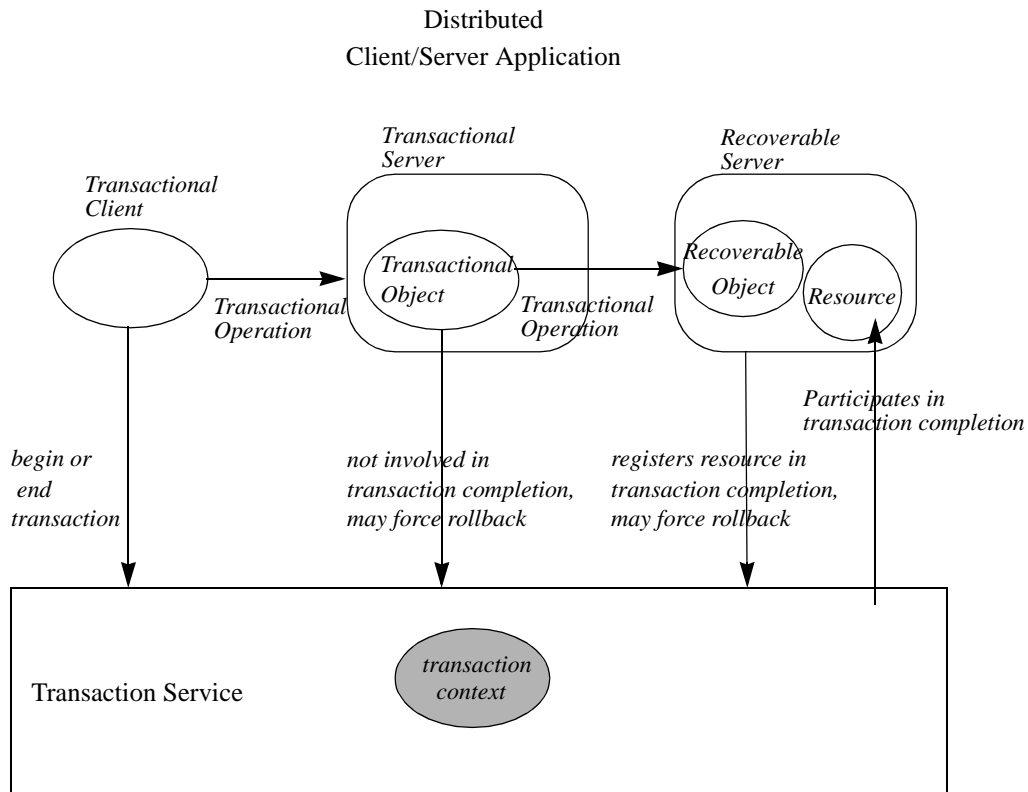 Distributed
Client/Server Application
Transactional
Server
Recoverable
Server
Transactional
Client
Transactional
Object
Recoverable
Object
Resource
Transactional
Operation
Transactional
Operation
Participates in
transaction completion
begin or
end
transaction
not involved in
transaction completion,
may force rollback
registers resource in
transaction completion,
may force rollback
Transaction Service
transaction
context